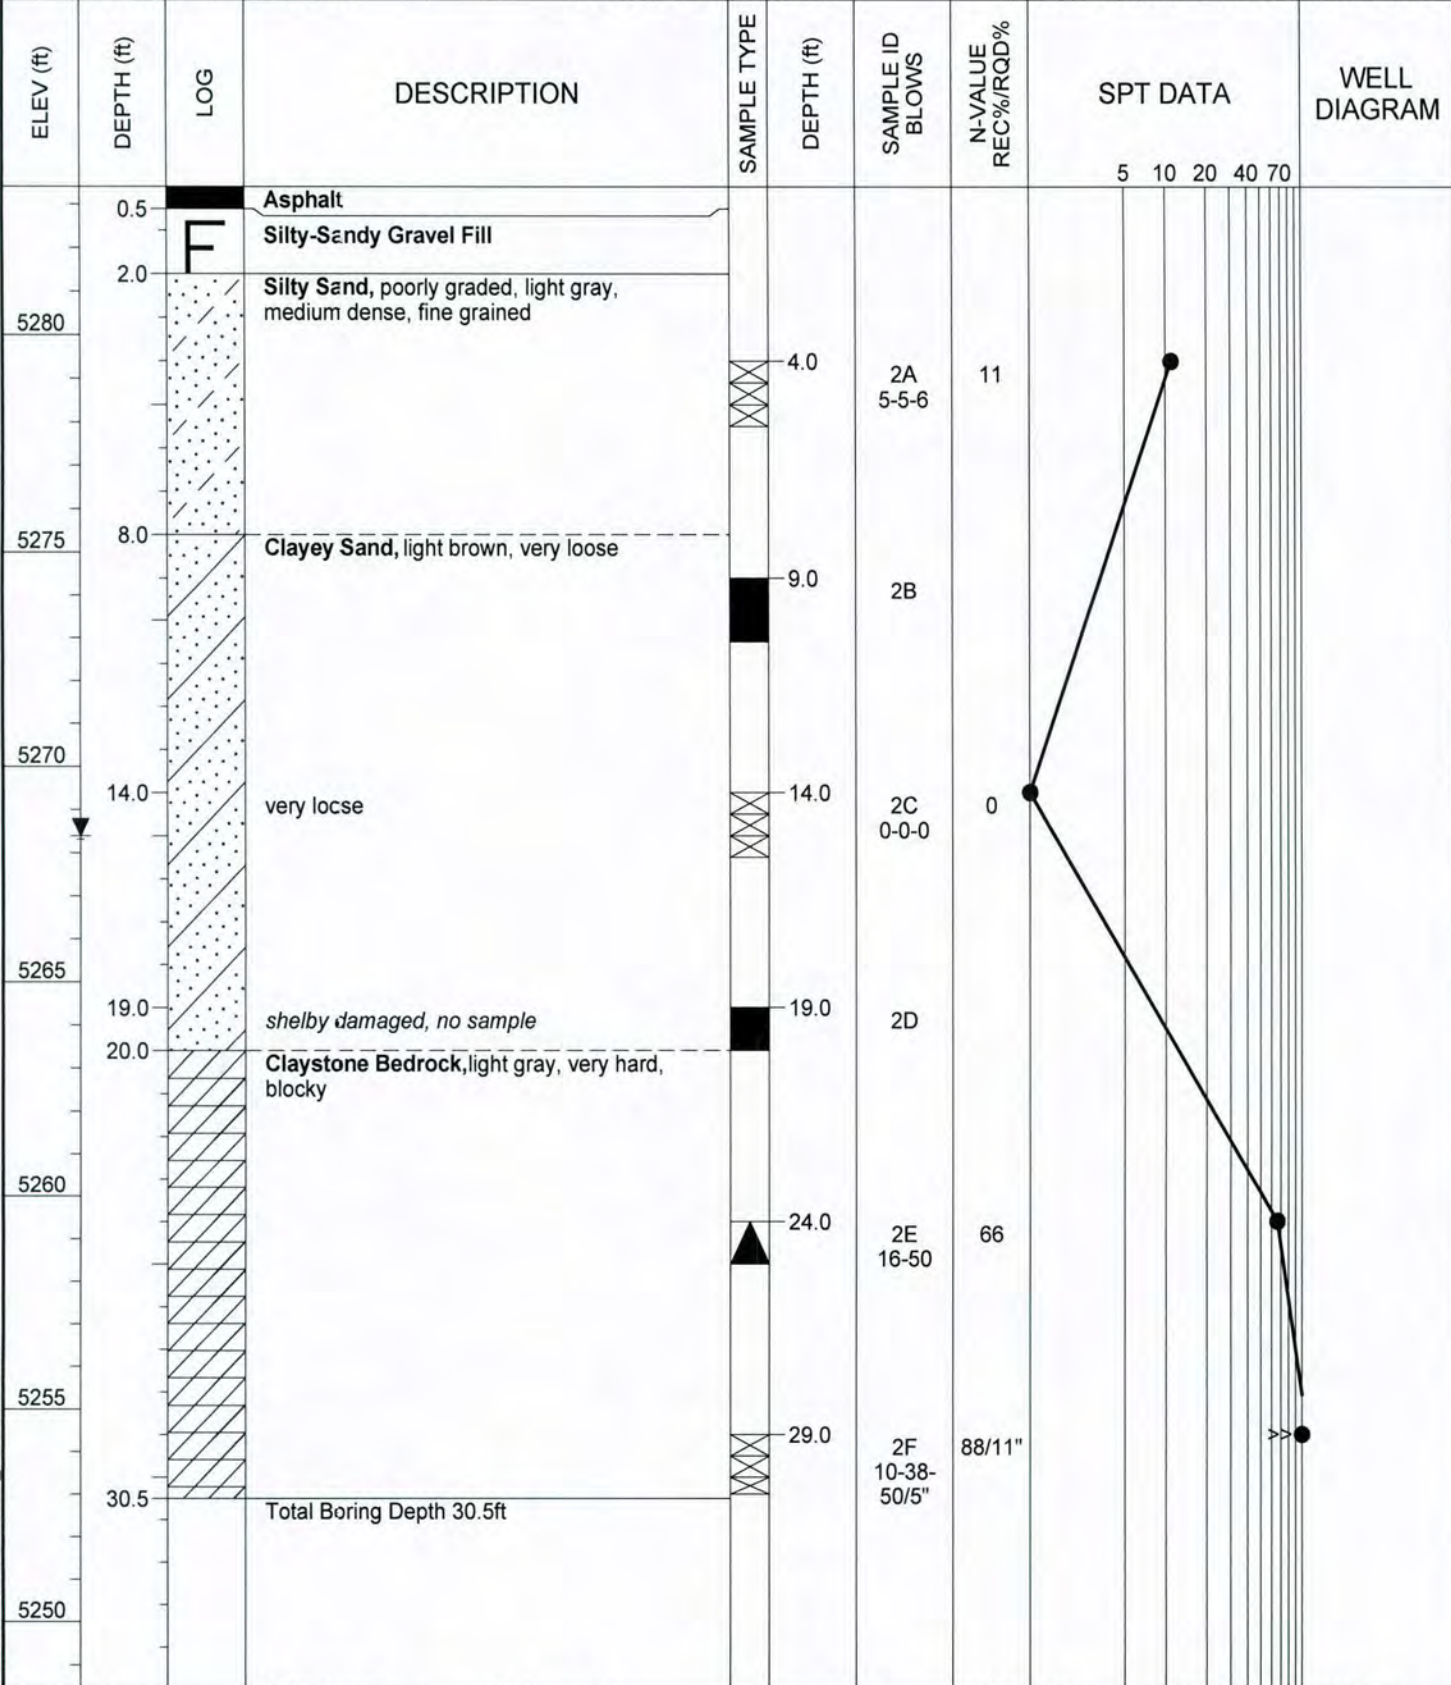 ELEV (ft)
DEPTH (ft)
LOG
DESCRIPTION
SAMPLE TYPE
DEPTH (ft)
SAMPLE ID
BLOWS
N-VALUE
REC%/RQD%
SPT DATA
5 10 20 40 70
WELL
DIAGRAM
Asphalt
0.5
F
Silty-Sandy Gravel Fill
2.0
Silty Sand, poorly graded, light gray,
medium dense, fine grained
5280
4.0
2A
5-5-6
11
8.0
Clayey Sand, light brown, very loose
5275
9.0
2B
5270
14.0
very loose
14.0
2C
0-0-0
0
5265
19.0
shelby damaged, no sample
19.0
2D
20.0
Claystone Bedrock,light gray, very hard,
blocky
5260
24.0
2E
16-50
66
5255
29.0
2F
10-38-
50/5"
88/11"
>>
30.5
Total Boring Depth 30.5ft
5250